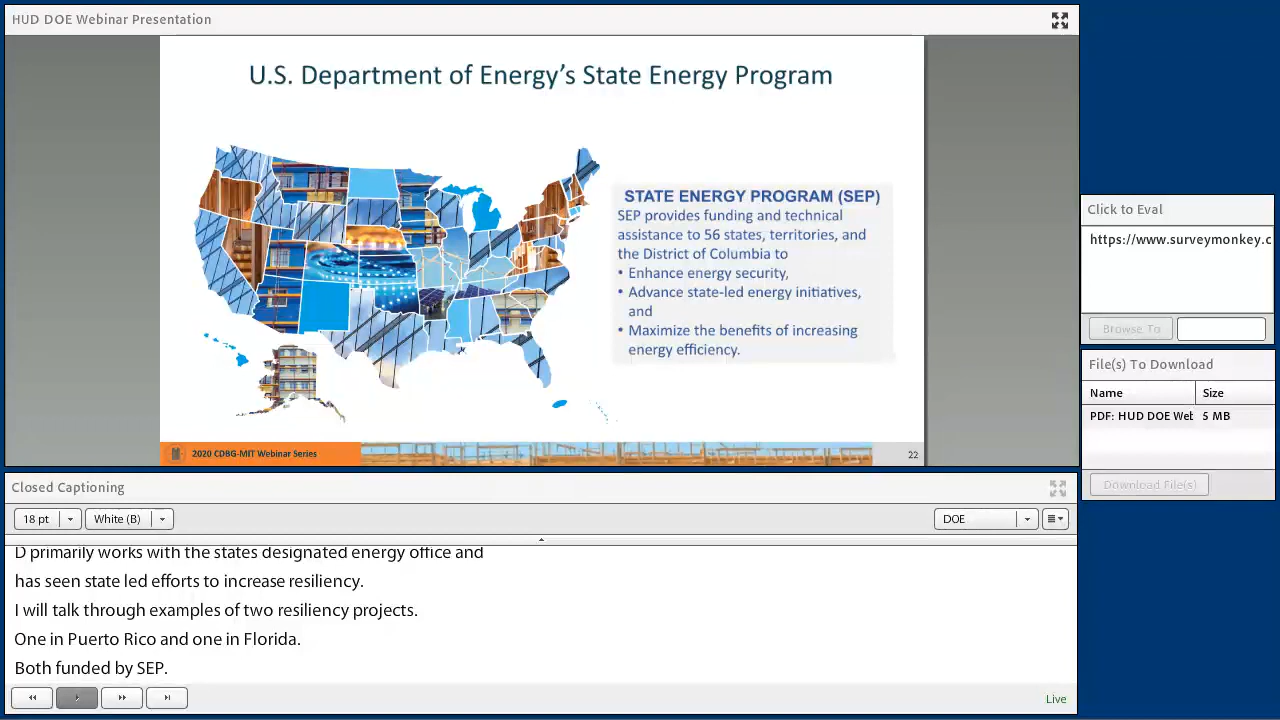 HUD DOE Webinar Presentation
U.S. Department of Energy's State Energy Program
STATE ENERGY PROGRAM (SEP)
SEP provides funding and technical
assistance to 56 states, territories, and
the District of Columbia to
• Enhance energy security,
• Advance state-led energy initiatives,
and
• Maximize the benefits of increasing
energy efficiency.
2020 CDBG-MIT Webinar Series
22
Click to Eval
https://www.surveymonkey.c
Browse To
File(s) To Download
Name Size
PDF: HUD DOE Wel 5 MB
Download File(s)
Closed Captioning
18 pt
White (B)
DOE
D primarily works with the states designated energy office and
has seen state led efforts to increase resiliency.
I will talk through examples of two resiliency projects.
One in Puerto Rico and one in Florida.
Both funded by SEP.
Live